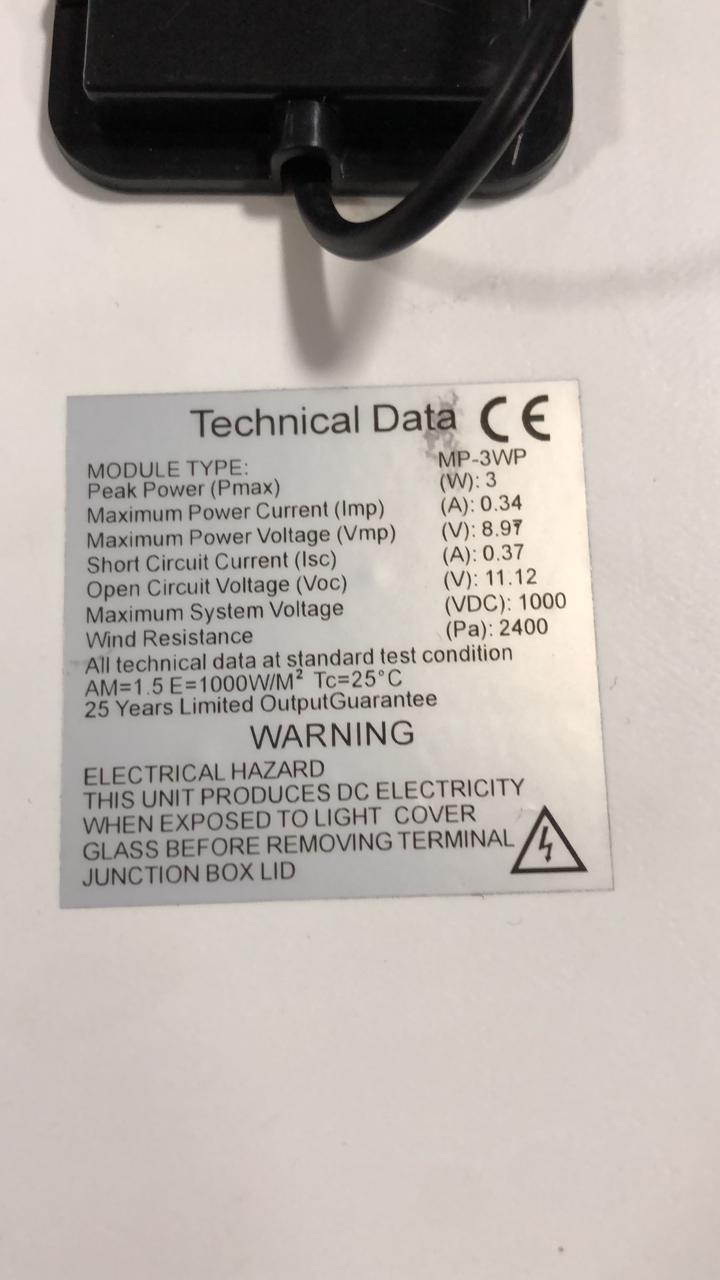 Technical Data CE
MODULE TYPE: MP-3WP
Peak Power (Pmax) (W): 3
Maximum Power Current (Imp) (A): 0.34
Maximum Power Voltage (Vmp) (V): 8.97
Short Circuit Current (Isc) (A): 0.37
Open Circuit Voltage (Voc) (V): 11.12
Maximum System Voltage (VDC): 1000
Wind Resistance (Pa): 2400
All technical data at standard test condition
AM=1.5 E=1000W/M² Tc=25°C
25 Years Limited OutputGuarantee
WARNING
ELECTRICAL HAZARD
THIS UNIT PRODUCES DC ELECTRICITY
WHEN EXPOSED TO LIGHT COVER
GLASS BEFORE REMOVING TERMINAL
JUNCTION BOX LID